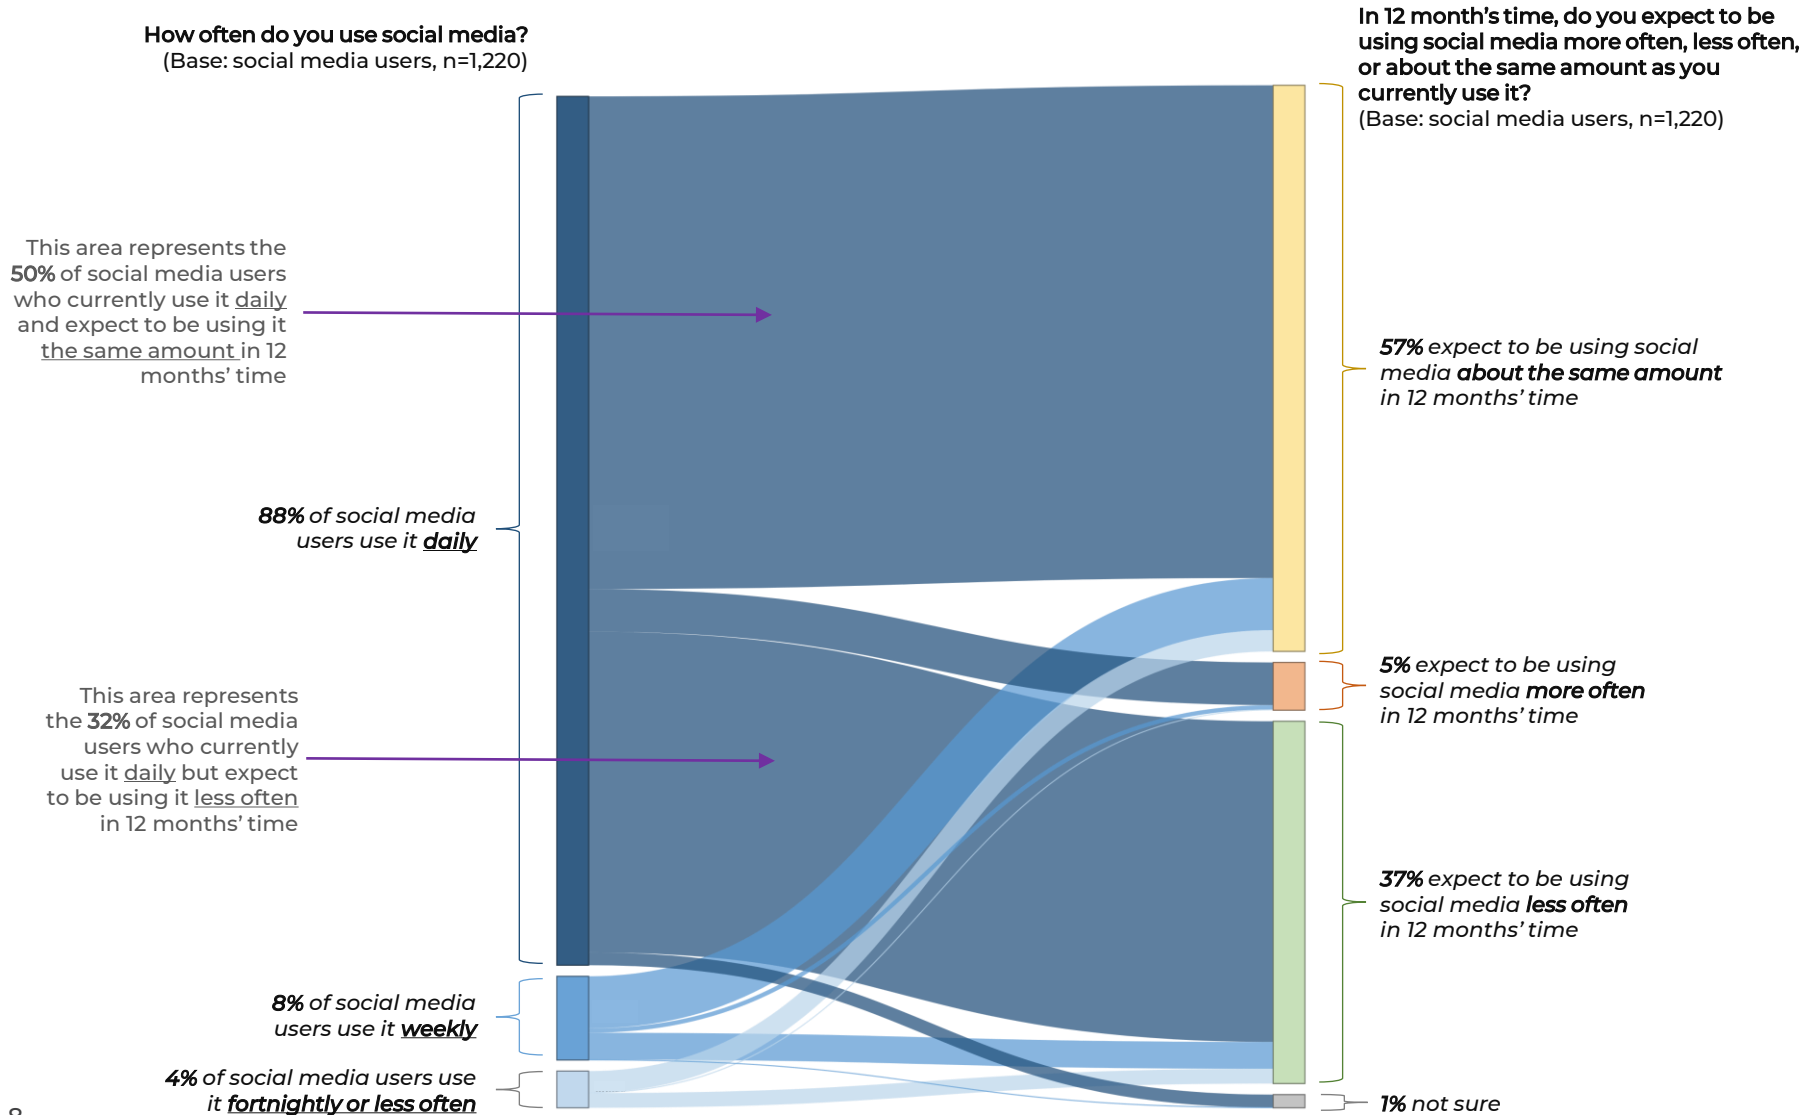 How often do you use social media?
(Base: social media users, n=1,220)
In 12 month's time, do you expect to be
using social media more often, less often,
or about the same amount as you
currently use it?
(Base: social media users, n=1,220)
This area represents the
50% of social media users
who currently use it daily
and expect to be using it
the same amount in 12
months' time
57% expect to be using social
media about the same amount
in 12 months' time
88% of social media
users use it daily
5% expect to be using
social media more often
in 12 months' time
This area represents
the 32% of social media
users who currently
use it daily but expect
to be using it less often
in 12 months' time
37% expect to be using
social media less often
in 12 months' time
8% of social media
users use it weekly
4% of social media users use
it fortnightly or less often
1% not sure